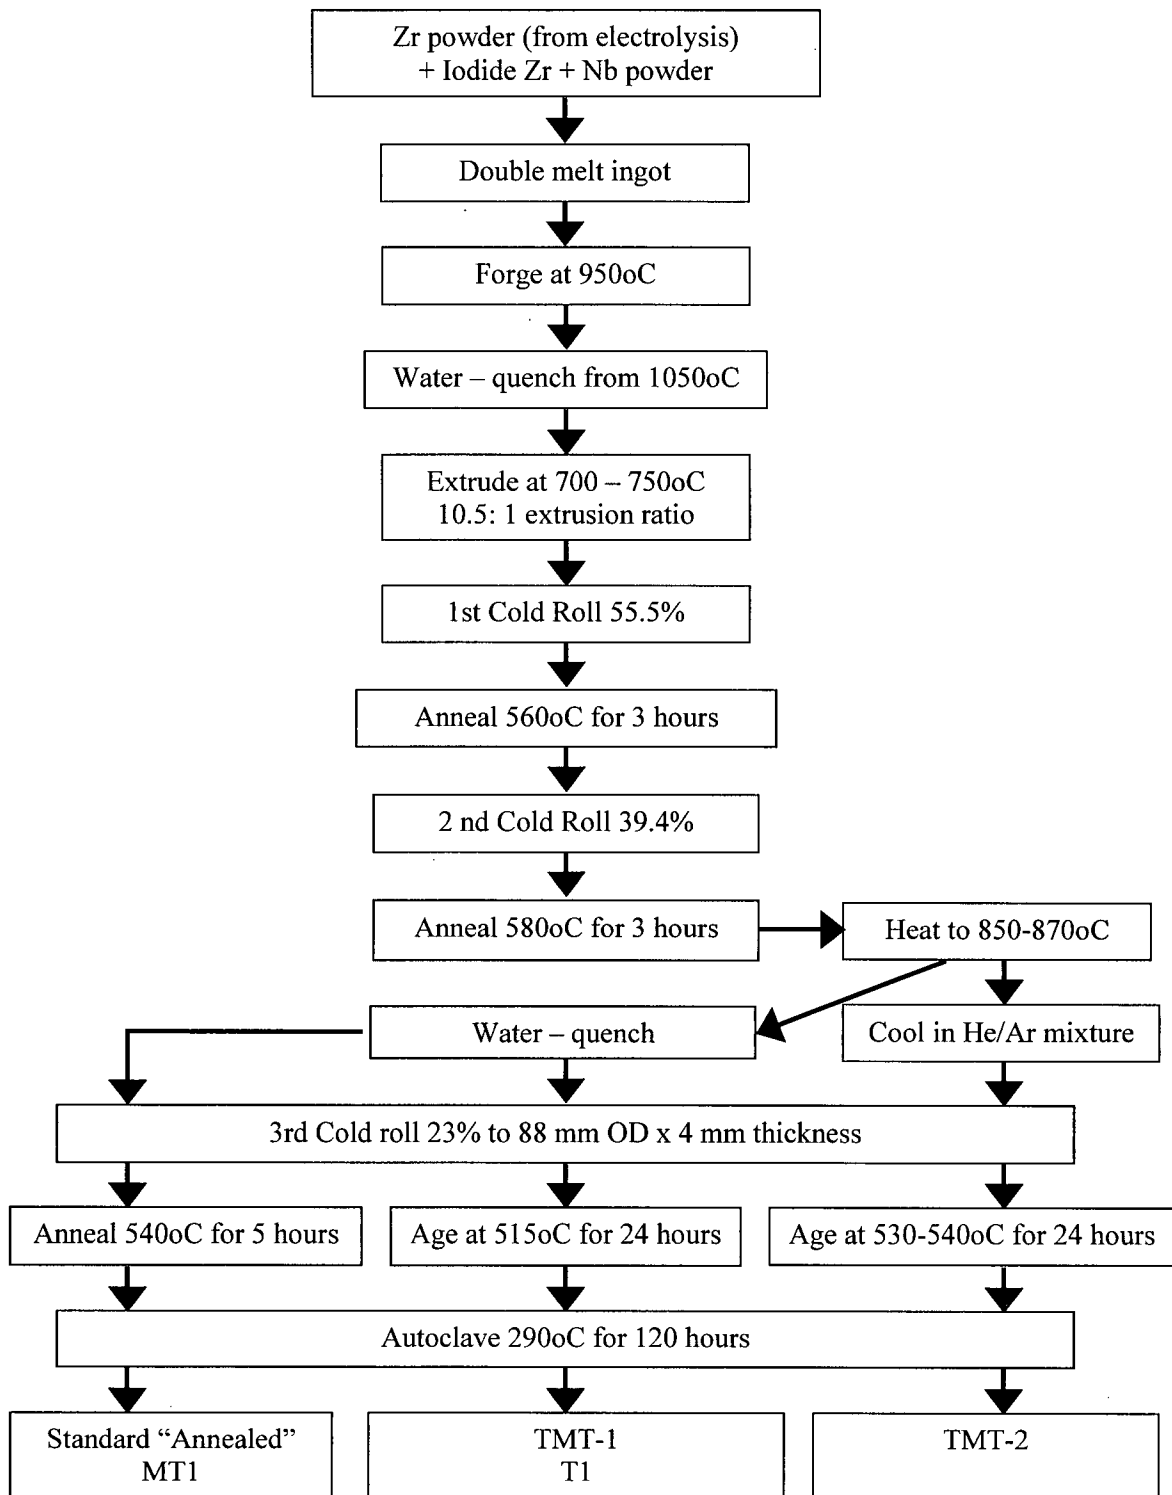 Zr powder (from electrolysis)
+ Iodide Zr + Nb powder
Double melt ingot
Forge at 950oC
Water – quench from 1050oC
Extrude at 700 – 750oC
10.5: 1 extrusion ratio
1st Cold Roll 55.5%
Anneal 560oC for 3 hours
2 nd Cold Roll 39.4%
Anneal 580oC for 3 hours
Heat to 850-870oC
Water – quench
Cool in He/Ar mixture
3rd Cold roll 23% to 88 mm OD x 4 mm thickness
Anneal 540oC for 5 hours
Age at 515oC for 24 hours
Age at 530-540oC for 24 hours
Autoclave 290oC for 120 hours
Standard “Annealed”
MT1
TMT-1
T1
TMT-2